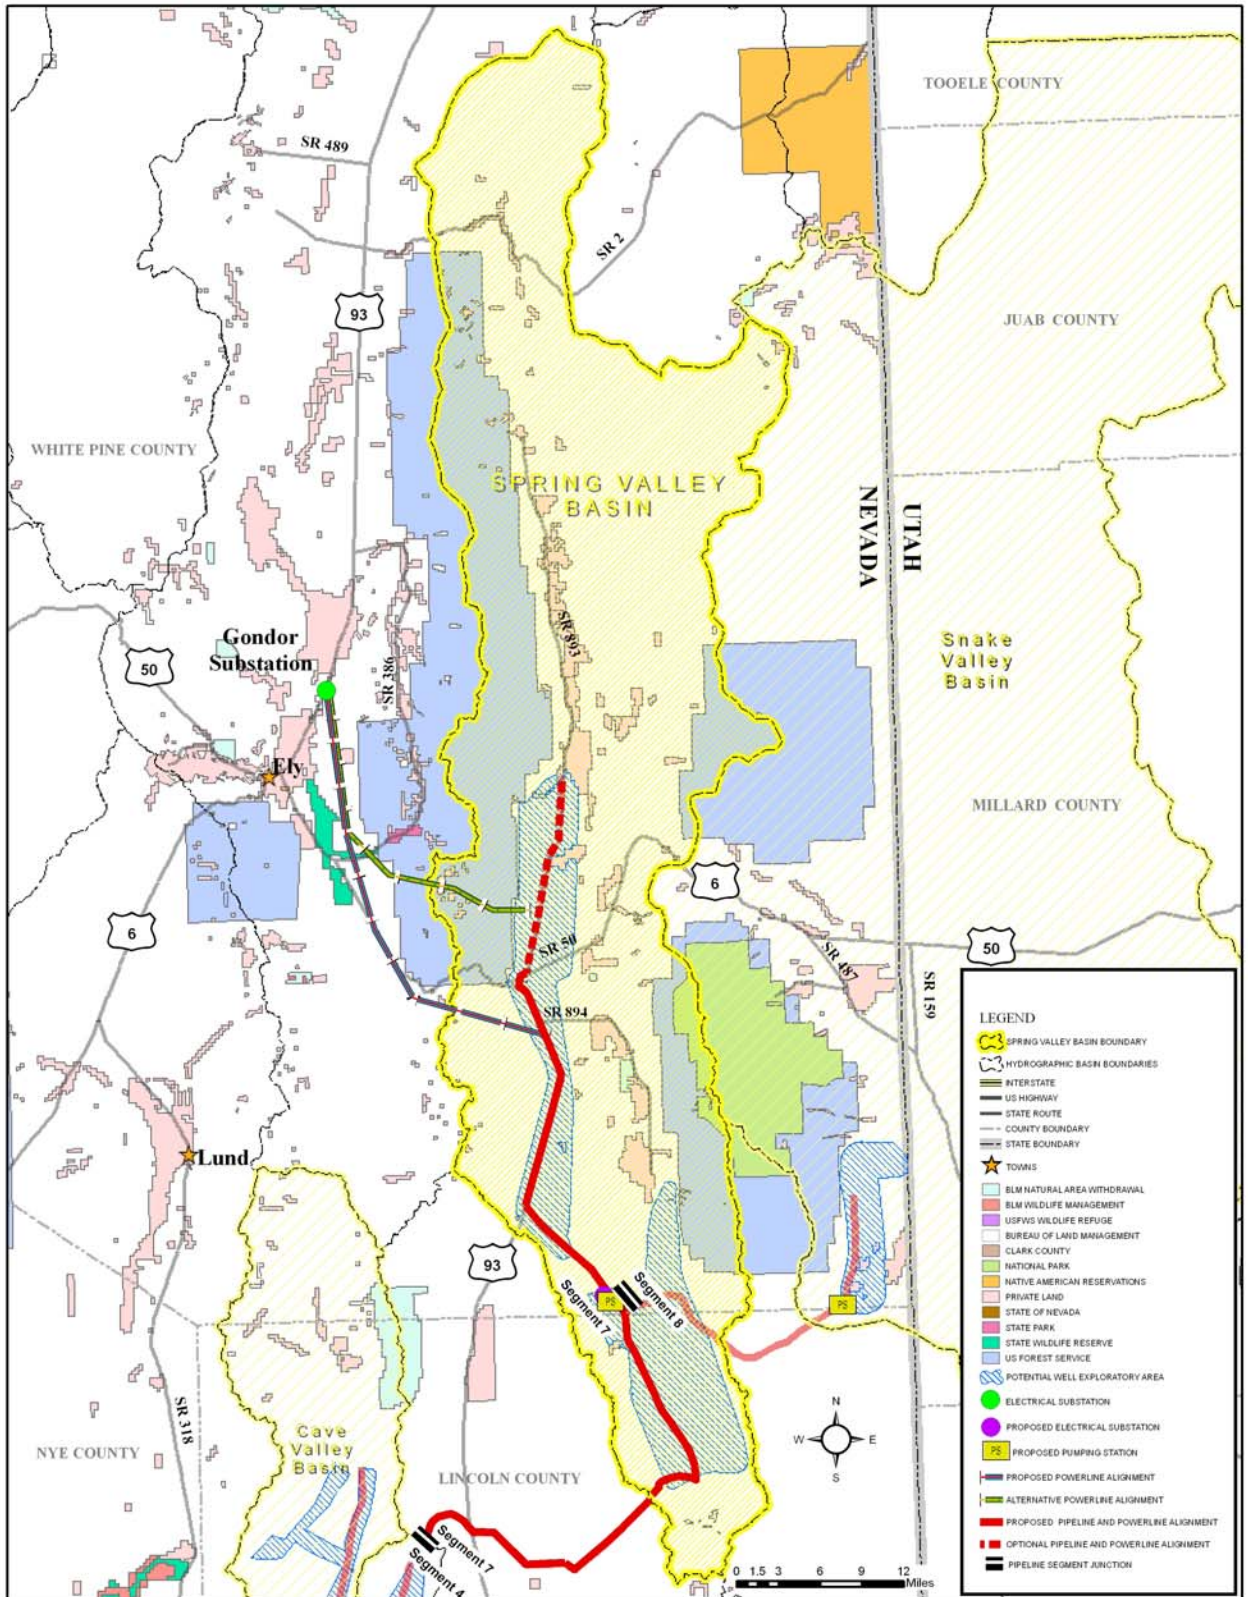 TOOELE COUNTY
SR 489
SR 2
93
JUAB COUNTY
WHITE PINE COUNTY
SPRING VALLEY
BASIN
NEVADA
UTAH
Gondor
Substation
50
SR 893
SR 386
Snake
Valley
Basin
Ely
MILLARD COUNTY
6
6
SR 50
50
SR 487
SR 159
SR 894
Lund
93
Segment 8
Segment 7
PS
PS
SR 318
Cave
Valley
Basin
NYE COUNTY
LINCOLN COUNTY
Segment 7
Segment 4
N
W
E
S
0 1.5 3 6 9 12
Miles
LEGEND
SPRING VALLEY BASIN BOUNDARY
HYDROGRAPHIC BASIN BOUNDARIES
INTERSTATE
US HIGHWAY
STATE ROUTE
COUNTY BOUNDARY
STATE BOUNDARY
TOWNS
BLM NATURAL AREA WITHDRAWAL
BLM WILDLIFE MANAGEMENT
USFWS WILDLIFE REFUGE
BUREAU OF LAND MANAGEMENT
CLARK COUNTY
NATIONAL PARK
NATIVE AMERICAN RESERVATIONS
PRIVATE LAND
STATE OF NEVADA
STATE PARK
STATE WILDLIFE RESERVE
US FOREST SERVICE
POTENTIAL WELL EXPLORATORY AREA
ELECTRICAL SUBSTATION
PROPOSED ELECTRICAL SUBSTATION
PS PROPOSED PUMPING STATION
PROPOSED POWERLINE ALIGNMENT
ALTERNATIVE POWERLINE ALIGNMENT
PROPOSED PIPELINE AND POWERLINE ALIGNMENT
OPTIONAL PIPELINE AND POWERLINE ALIGNMENT
PIPELINE SEGMENT JUNCTION